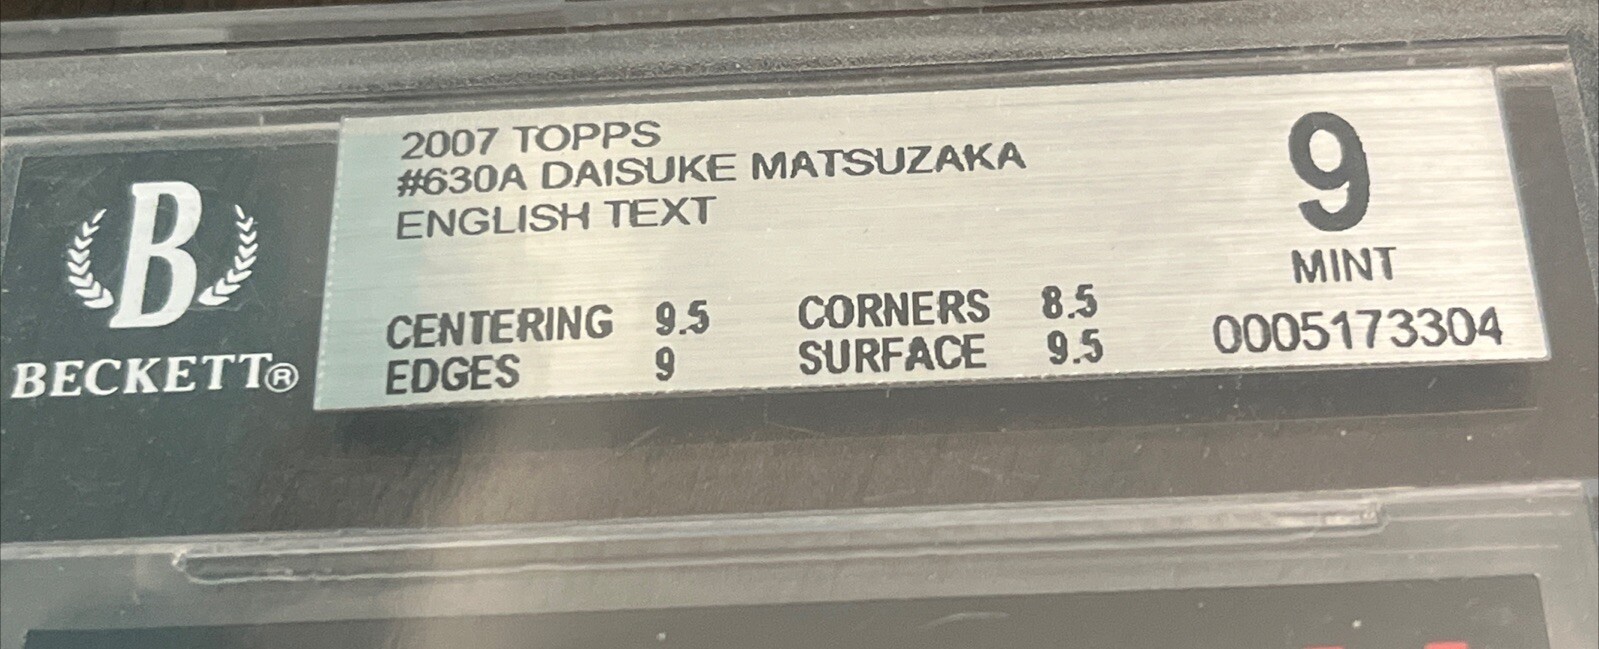 B
BECKETT®
2007 TOPPS
#630A DAISUKE MATSUZAKA
ENGLISH TEXT
CENTERING 9.5 CORNERS 8.5
EDGES 9 SURFACE 9.5
9
MINT
0005173304